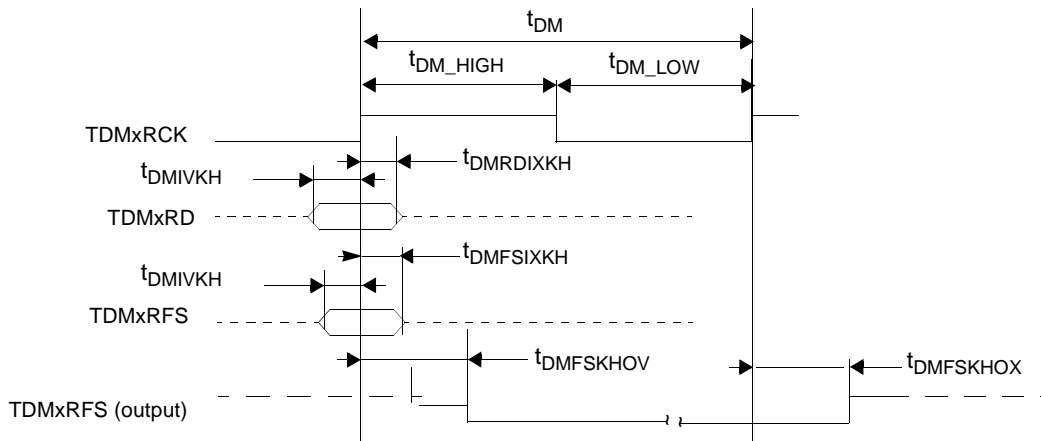 tDM
tDM_HIGH
tDM_LOW
TDMxRCK
tDMRDIXKH
tDMIVKH
TDMxRD
tDMFSIXKH
tDMIVKH
TDMxRFS
tDMFSKHOV
tDMFSKHOX
TDMxRFS (output)